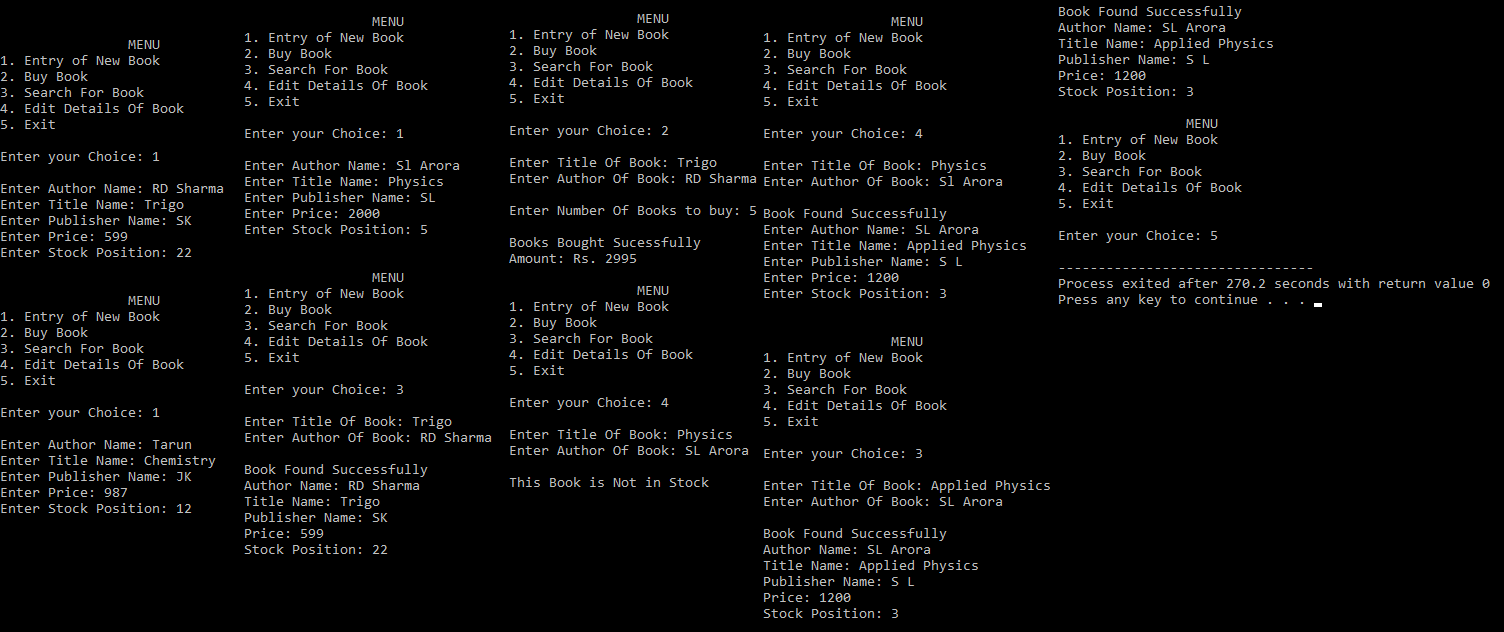 MENU
1. Entry of New Book
2. Buy Book
3. Search For Book
4. Edit Details Of Book
5. Exit
Enter your Choice: 1
Enter Author Name: RD Sharma
Enter Title Name: Trigo
Enter Publisher Name: SK
Enter Price: 599
Enter Stock Position: 22
MENU
1. Entry of New Book
2. Buy Book
3. Search For Book
4. Edit Details Of Book
5. Exit
Enter your Choice: 1
Enter Author Name: Tarun
Enter Title Name: Chemistry
Enter Publisher Name: JK
Enter Price: 987
Enter Stock Position: 12
MENU
1. Entry of New Book
2. Buy Book
3. Search For Book
4. Edit Details Of Book
5. Exit
Enter your Choice: 1
Enter Author Name: Sl Arora
Enter Title Name: Physics
Enter Publisher Name: SL
Enter Price: 2000
Enter Stock Position: 5
MENU
1. Entry of New Book
2. Buy Book
3. Search For Book
4. Edit Details Of Book
5. Exit
Enter your Choice: 3
Enter Title Of Book: Trigo
Enter Author Of Book: RD Sharma
Book Found Successfully
Author Name: RD Sharma
Title Name: Trigo
Publisher Name: SK
Price: 599
Stock Position: 22
MENU
1. Entry of New Book
2. Buy Book
3. Search For Book
4. Edit Details Of Book
5. Exit
Enter your Choice: 2
Enter Title Of Book: Trigo
Enter Author Of Book: RD Sharma
Enter Number Of Books to buy: 5
Books Bought Sucessfully
Amount: Rs. 2995
MENU
1. Entry of New Book
2. Buy Book
3. Search For Book
4. Edit Details Of Book
5. Exit
Enter your Choice: 4
Enter Title Of Book: Physics
Enter Author Of Book: SL Arora
This Book is Not in Stock
MENU
1. Entry of New Book
2. Buy Book
3. Search For Book
4. Edit Details Of Book
5. Exit
Enter your Choice: 4
Enter Title Of Book: Physics
Enter Author Of Book: Sl Arora
Book Found Successfully
Enter Author Name: SL Arora
Enter Title Name: Applied Physics
Enter Publisher Name: S L
Enter Price: 1200
Enter Stock Position: 3
MENU
1. Entry of New Book
2. Buy Book
3. Search For Book
4. Edit Details Of Book
5. Exit
Enter your Choice: 3
Enter Title Of Book: Applied Physics
Enter Author Of Book: SL Arora
Book Found Successfully
Author Name: SL Arora
Title Name: Applied Physics
Publisher Name: S L
Price: 1200
Stock Position: 3
Book Found Successfully
Author Name: SL Arora
Title Name: Applied Physics
Publisher Name: S L
Price: 1200
Stock Position: 3
MENU
1. Entry of New Book
2. Buy Book
3. Search For Book
4. Edit Details Of Book
5. Exit
Enter your Choice: 5
--------------------------------
Process exited after 270.2 seconds with return value 0
Press any key to continue . . .